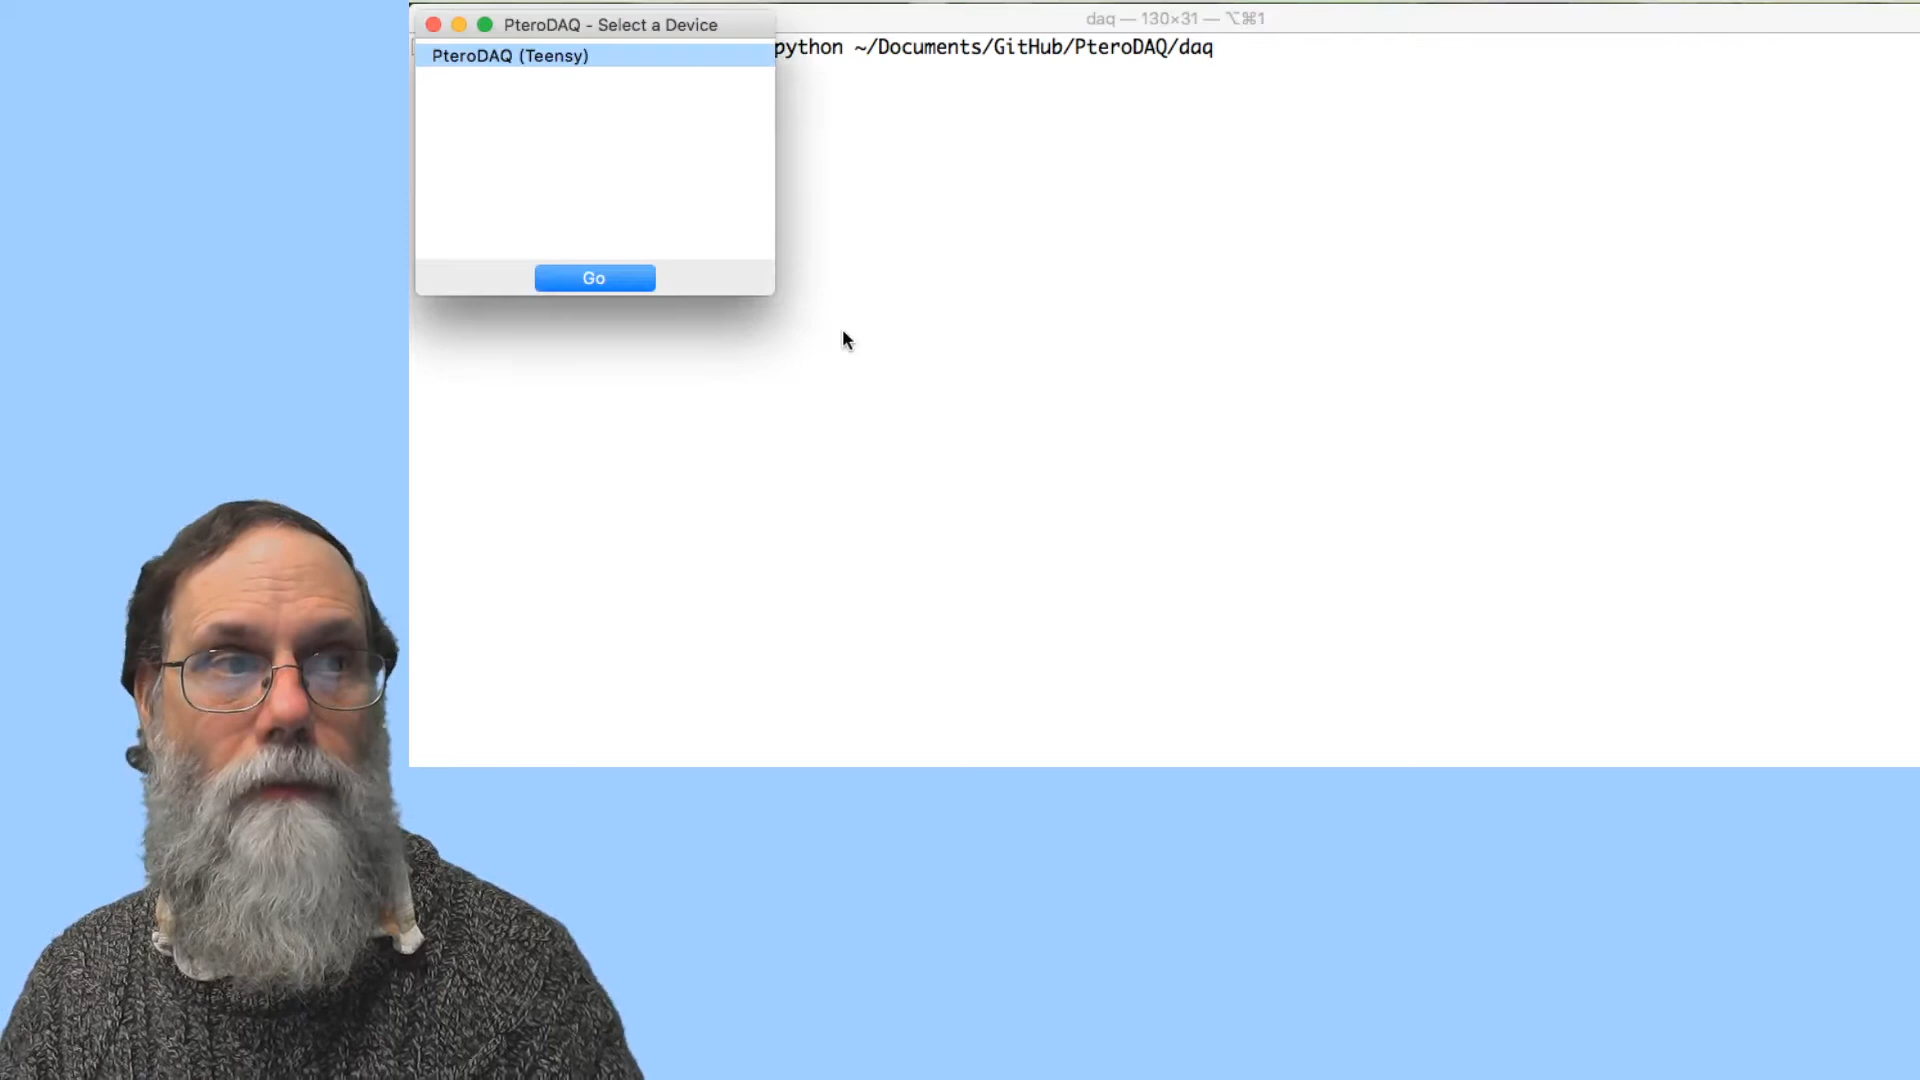 daq — 130×31 — ⌥⌘1
PteroDAQ - Select a Device
python ~/Documents/GitHub/PteroDAQ/daq
PteroDAQ (Teensy)
Go